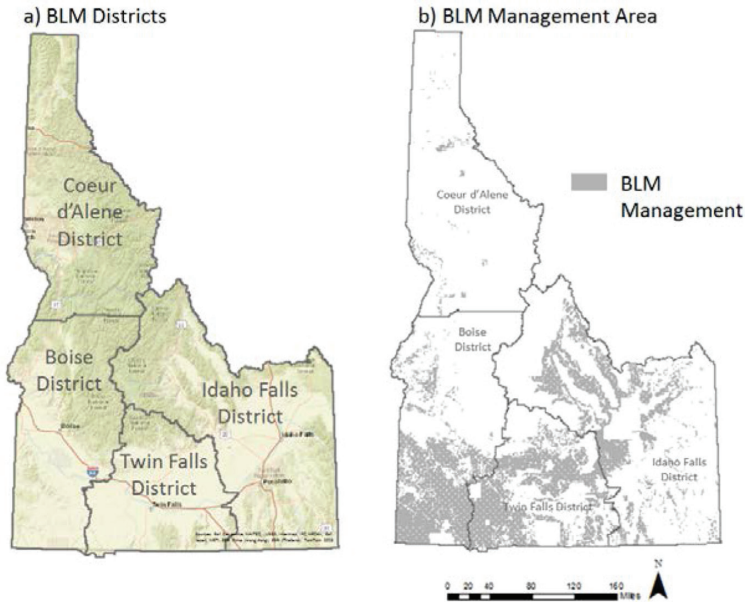 a) BLM Districts
Coeur
d'Alene
District
Boise
District
Boise
Idaho Falls
District
Idaho Falls
Twin Falls
District
Pocatello
Twin Falls
b) BLM Management Area
Coeur d'Alene
District
BLM
Management
Boise
District
Idaho Falls
District
Twin Falls District
0 20 40 80 120 160
Miles
N